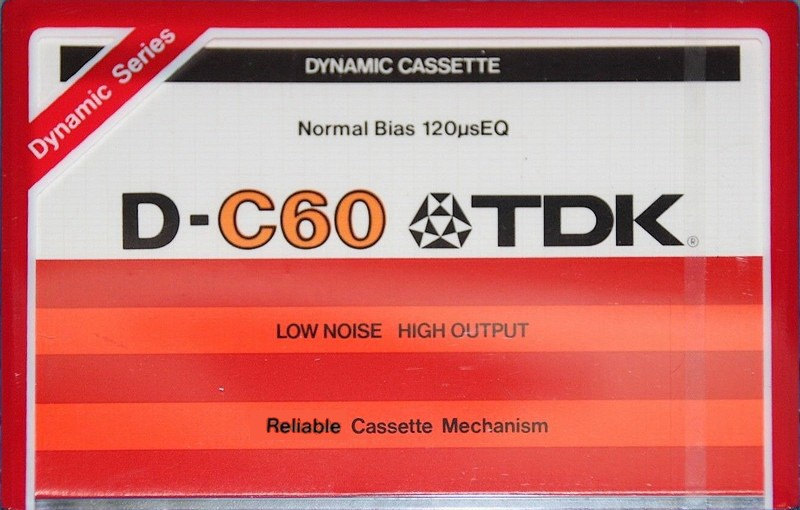 Dynamic Series
DYNAMIC CASSETTE
Normal Bias 120µsEQ
D-C60 TDK®
LOW NOISE HIGH OUTPUT
Reliable Cassette Mechanism